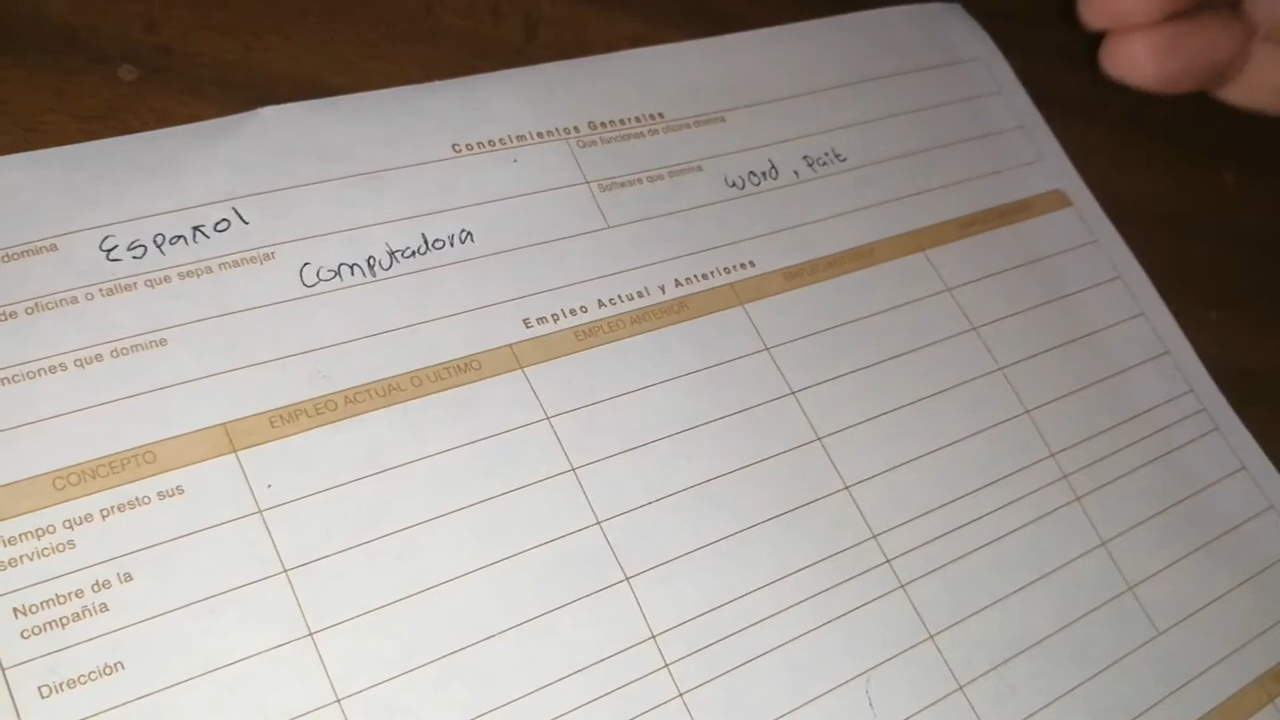 Conocimientos Generales
domina Español
Que funciones de oficina domina
de oficina o taller que sepa manejar Computadora
Software que domina Word, Pait
nciones que domine
Empleo Actual y Anteriores
CONCEPTO EMPLEO ACTUAL O ULTIMO EMPLEO ANTERIOR EMPLEO ANTERIOR
Tiempo que presto sus
servicios
Nombre de la
compañía
Dirección